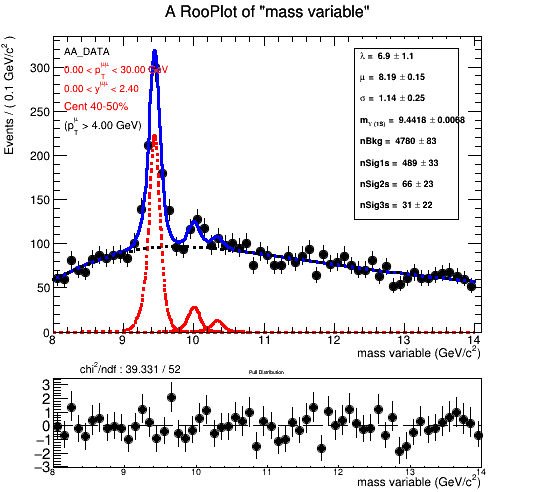 A RooPlot of "mass variable"
Events / ( 0.1 GeV/c² )
300
250
200
150
100
50
0
AA_DATA
0.00 < p_T^μμ < 30.00 GeV
0.00 < y^μμ < 2.40
Cent 40-50%
(p_T^μ > 4.00 GeV)
λ = 6.9 ± 1.1
μ = 8.19 ± 0.15
σ = 1.14 ± 0.25
m_ϒ(1S) = 9.4418 ± 0.0068
nBkg = 4780 ± 83
nSig1s = 489 ± 33
nSig2s = 66 ± 23
nSig3s = 31 ± 22
8 9 10 11 12 13 14
mass variable (GeV/c²)
chi²/ndf : 39.331 / 52
Pull Distribution
3
2
1
0
−1
−2
−3
8 9 10 11 12 13 14
mass variable (GeV/c²)